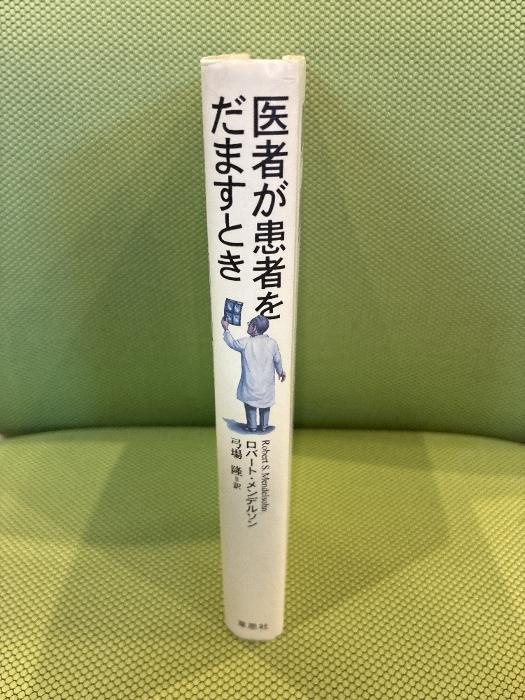 医者が患者を
だますとき
Robert S. Mendelsohn
ロバート・メンデルソン
弓場 隆=訳
草思社